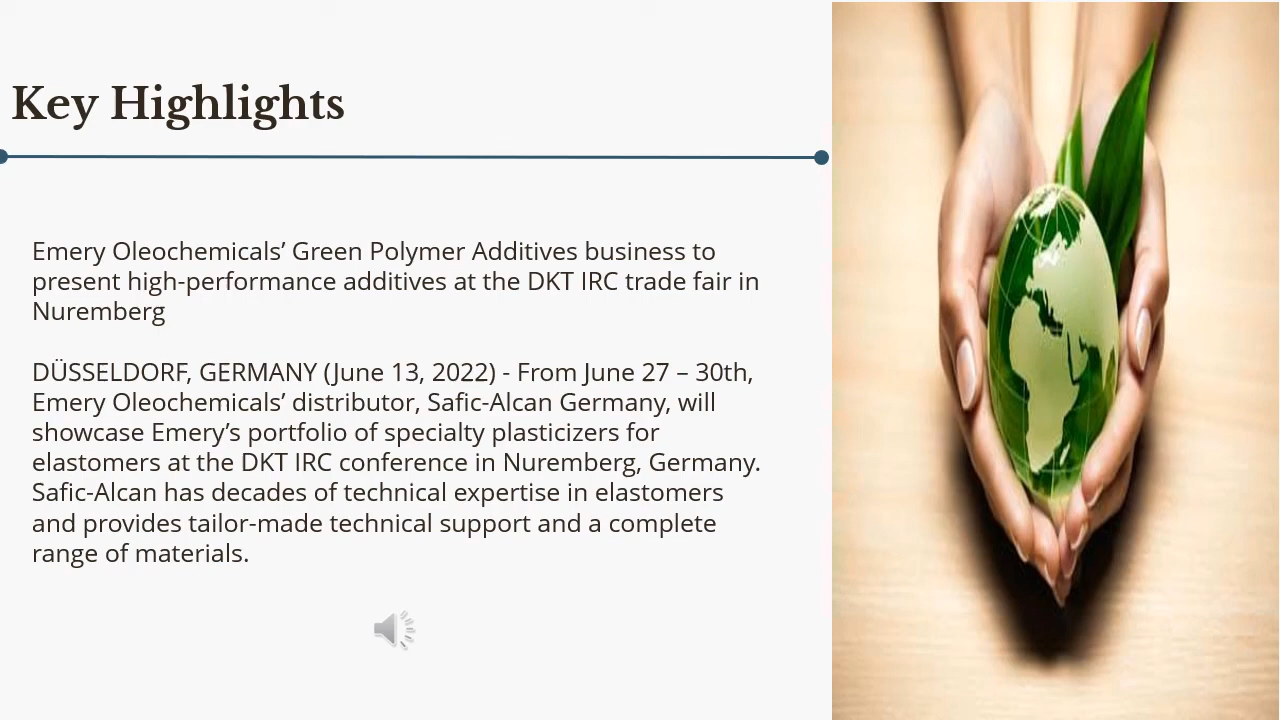 Key Highlights
Emery Oleochemicals’ Green Polymer Additives business to
present high-performance additives at the DKT IRC trade fair in
Nuremberg
DÜSSELDORF, GERMANY (June 13, 2022) - From June 27 – 30th,
Emery Oleochemicals’ distributor, Safic-Alcan Germany, will
showcase Emery’s portfolio of specialty plasticizers for
elastomers at the DKT IRC conference in Nuremberg, Germany.
Safic-Alcan has decades of technical expertise in elastomers
and provides tailor-made technical support and a complete
range of materials.